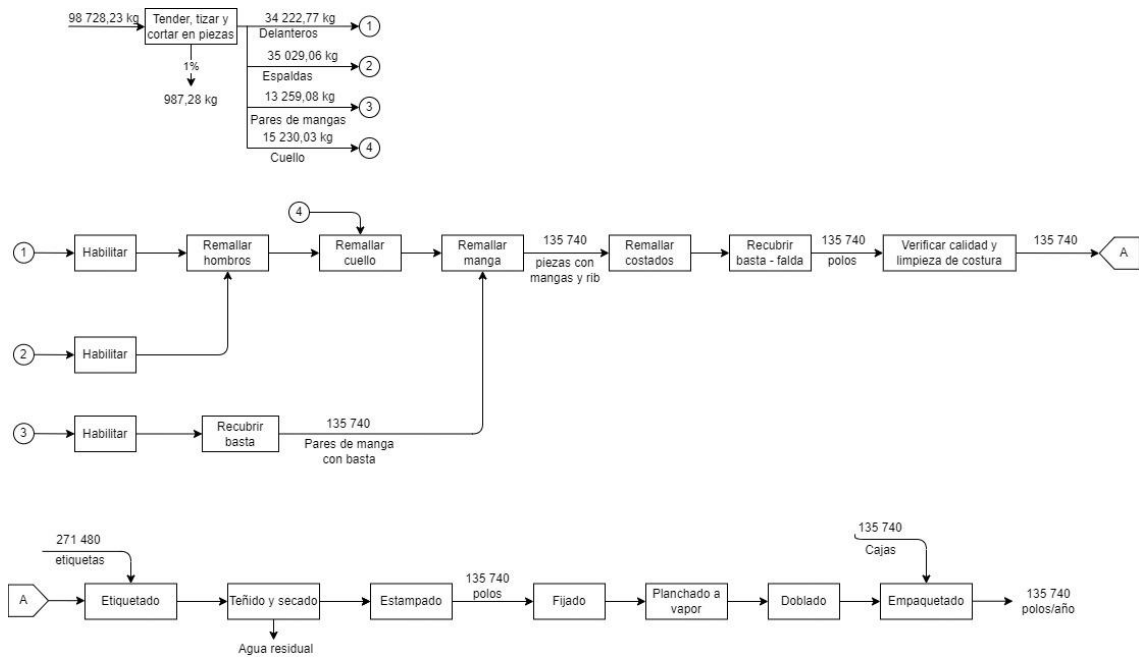 98 728,23 kg
Tender, tizar y
cortar en piezas
1%
987,28 kg
34 222,77 kg
Delanteros
1
35 029,06 kg
Espaldas
2
13 259,08 kg
Pares de mangas
3
15 230,03 kg
Cuello
4
4
1
Habilitar
Remallar
hombros
Remallar
cuello
Remallar
manga
135 740
piezas con
mangas y rib
Remallar
costados
Recubrir
basta - falda
135 740
polos
Verificar calidad y
limpieza de costura
135 740
A
2
Habilitar
3
Habilitar
Recubrir
basta
135 740
Pares de manga
con basta
271 480
etiquetas
A
Etiquetado
Teñido y secado
Agua residual
Estampado
135 740
polos
Fijado
Planchado a
vapor
Doblado
135 740
Cajas
Empaquetado
135 740
polos/año